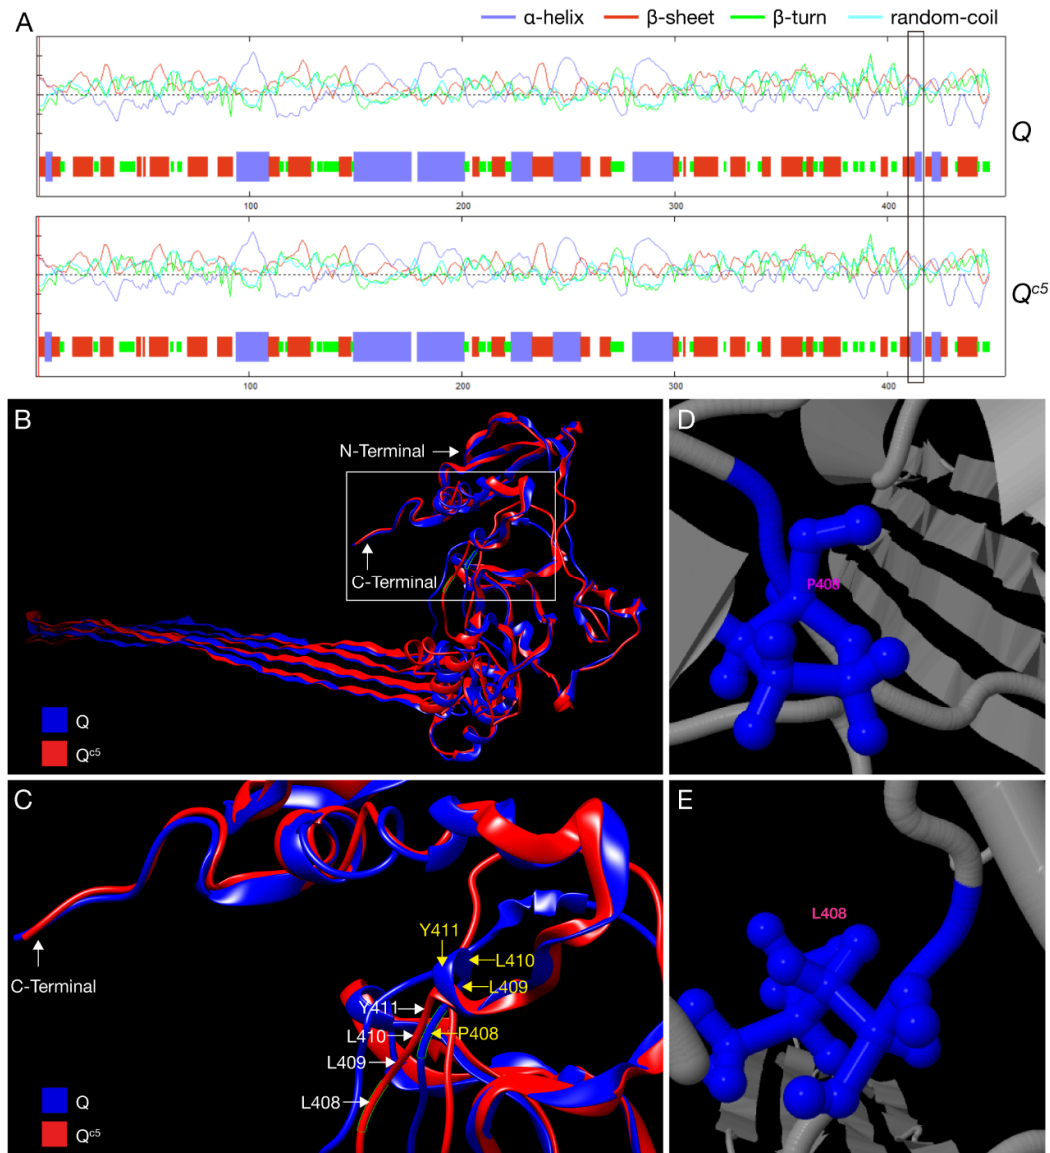 A
α-helix β-sheet β-turn random-coil
Q
100 200 300 400
Q^c5
100 200 300 400
B
N-Terminal
C-Terminal
Q
Q^c5
D
P408
C
Y411
L410
L409
C-Terminal
Y411
L410
P408
L409
L408
Q
Q^c5
E
L408